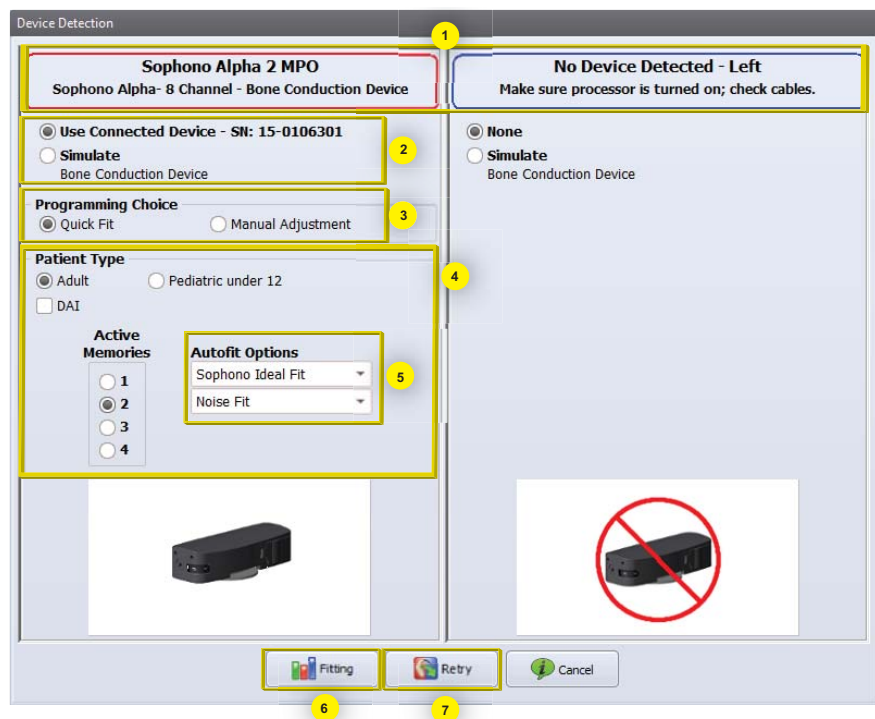 Device Detection
1
Sophono Alpha 2 MPO
Sophono Alpha- 8 Channel - Bone Conduction Device
No Device Detected - Left
Make sure processor is turned on; check cables.
Use Connected Device - SN: 15-0106301
Simulate
Bone Conduction Device
2
None
Simulate
Bone Conduction Device
Programming Choice
Quick Fit
Manual Adjustment
3
Patient Type
Adult
Pediatric under 12
DAI
4
Active
Memories
1
2
3
4
Autofit Options
Sophono Ideal Fit
Noise Fit
5
Fitting
Retry
Cancel
6
7